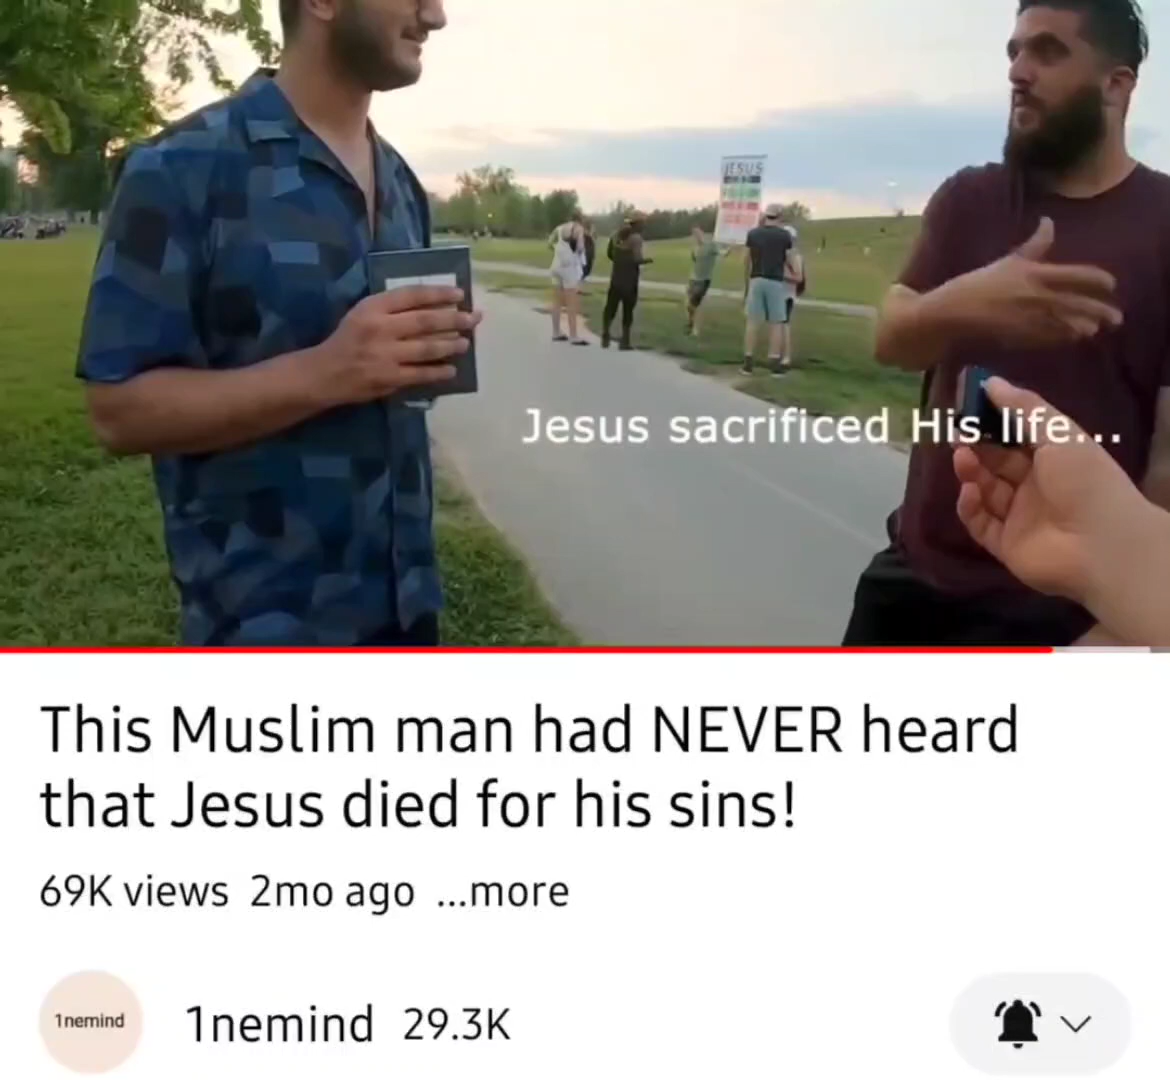 JESUS
Jesus sacrificed His life...
This Muslim man had NEVER heard
that Jesus died for his sins!
69K views 2mo ago ...more
1nemind
1nemind 29.3K